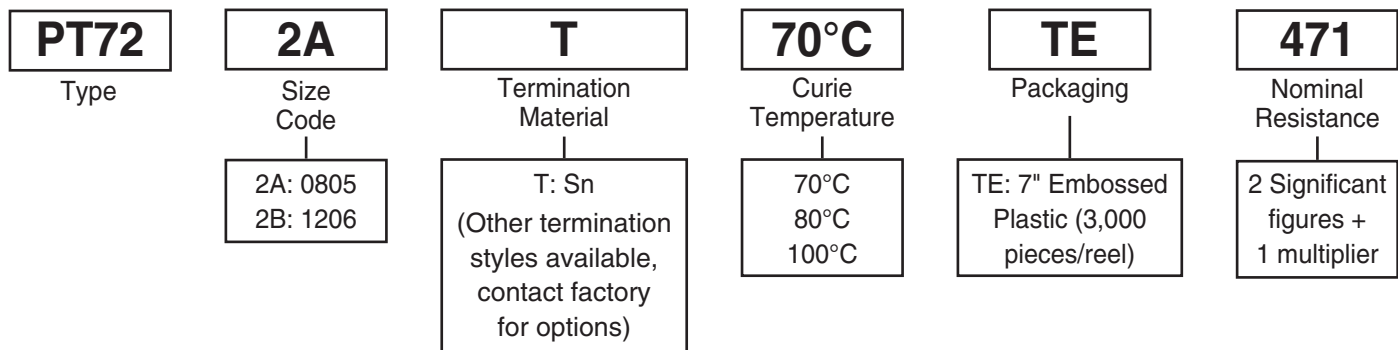 PT72
2A
T
70°C
TE
471
Type
Size
Code
Termination
Material
Curie
Temperature
Packaging
Nominal
Resistance
2A: 0805
2B: 1206
T: Sn
(Other termination
styles available,
contact factory
for options)
70°C
80°C
100°C
TE: 7" Embossed
Plastic (3,000
pieces/reel)
2 Significant
figures +
1 multiplier